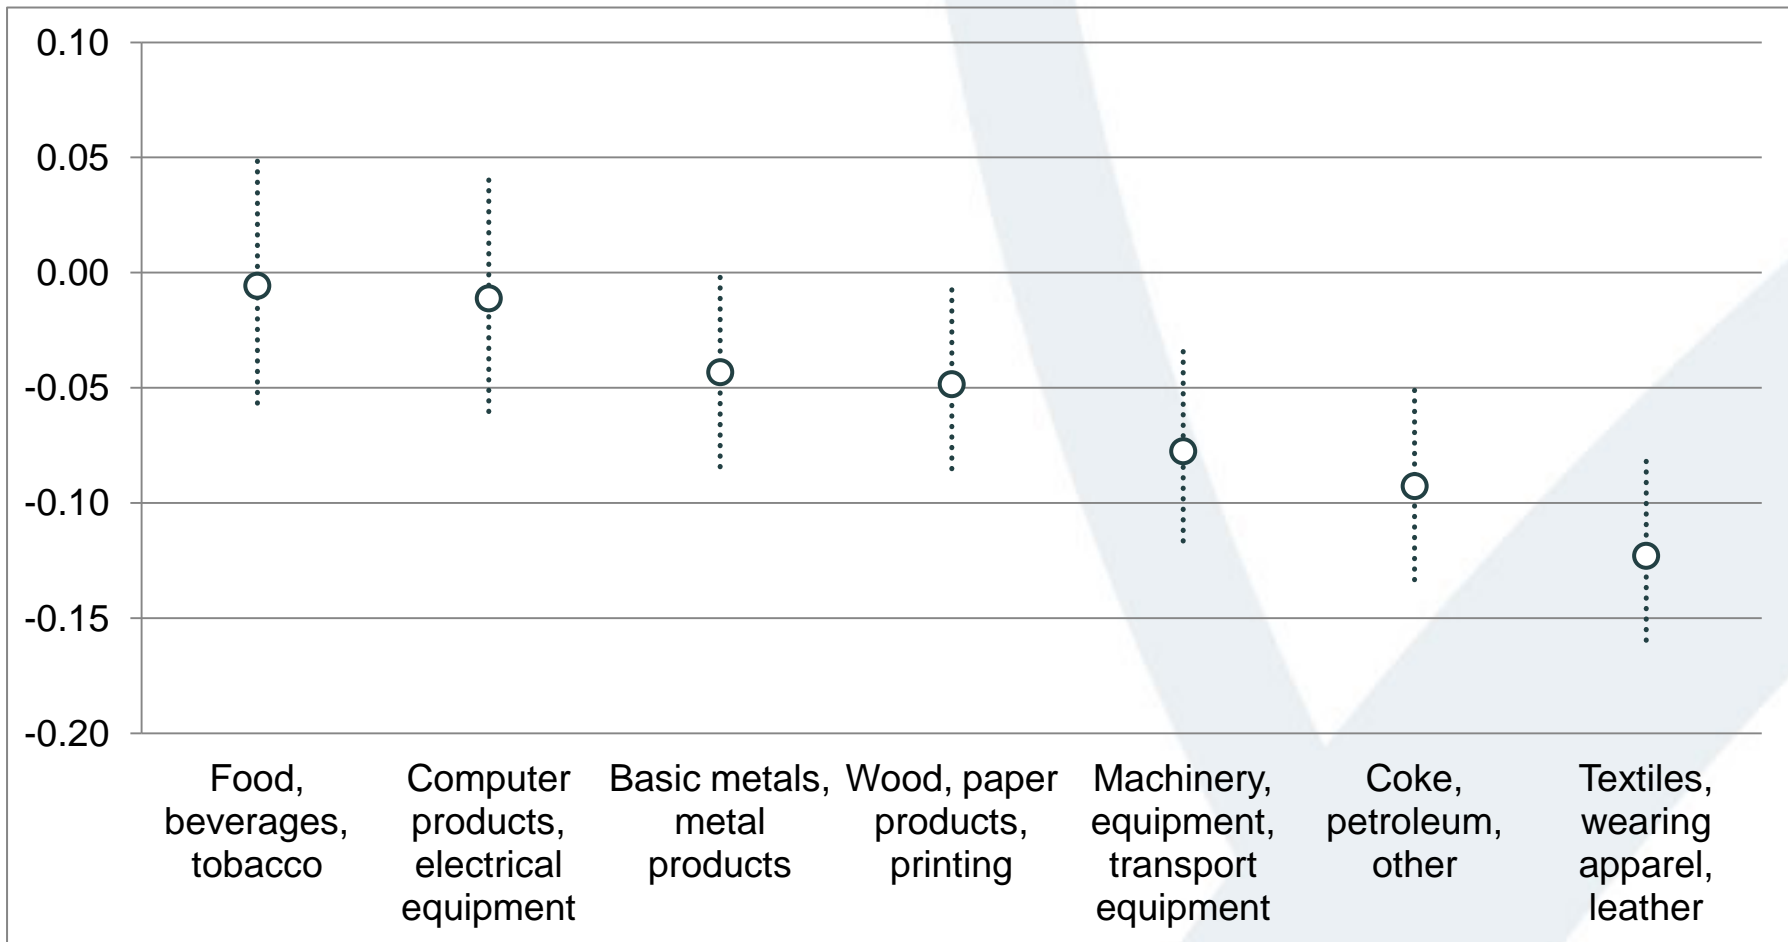 0.10
0.05
0.00
-0.05
-0.10
-0.15
-0.20
Food,
beverages,
tobacco
Computer
products,
electrical
equipment
Basic metals,
metal
products
Wood, paper
products,
printing
Machinery,
equipment,
transport
equipment
Coke,
petroleum,
other
Textiles,
wearing
apparel,
leather